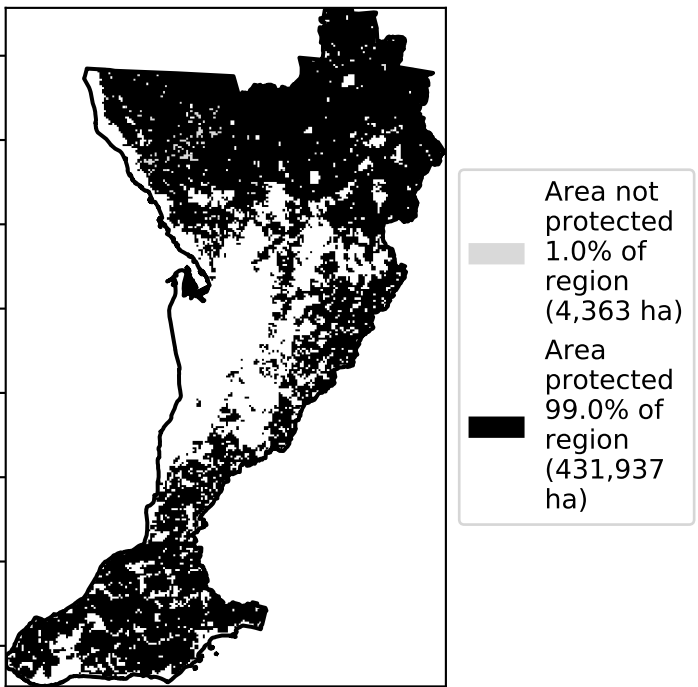 Area not
protected
1.0% of
region
(4,363 ha)
Area
protected
99.0% of
region
(431,937
ha)